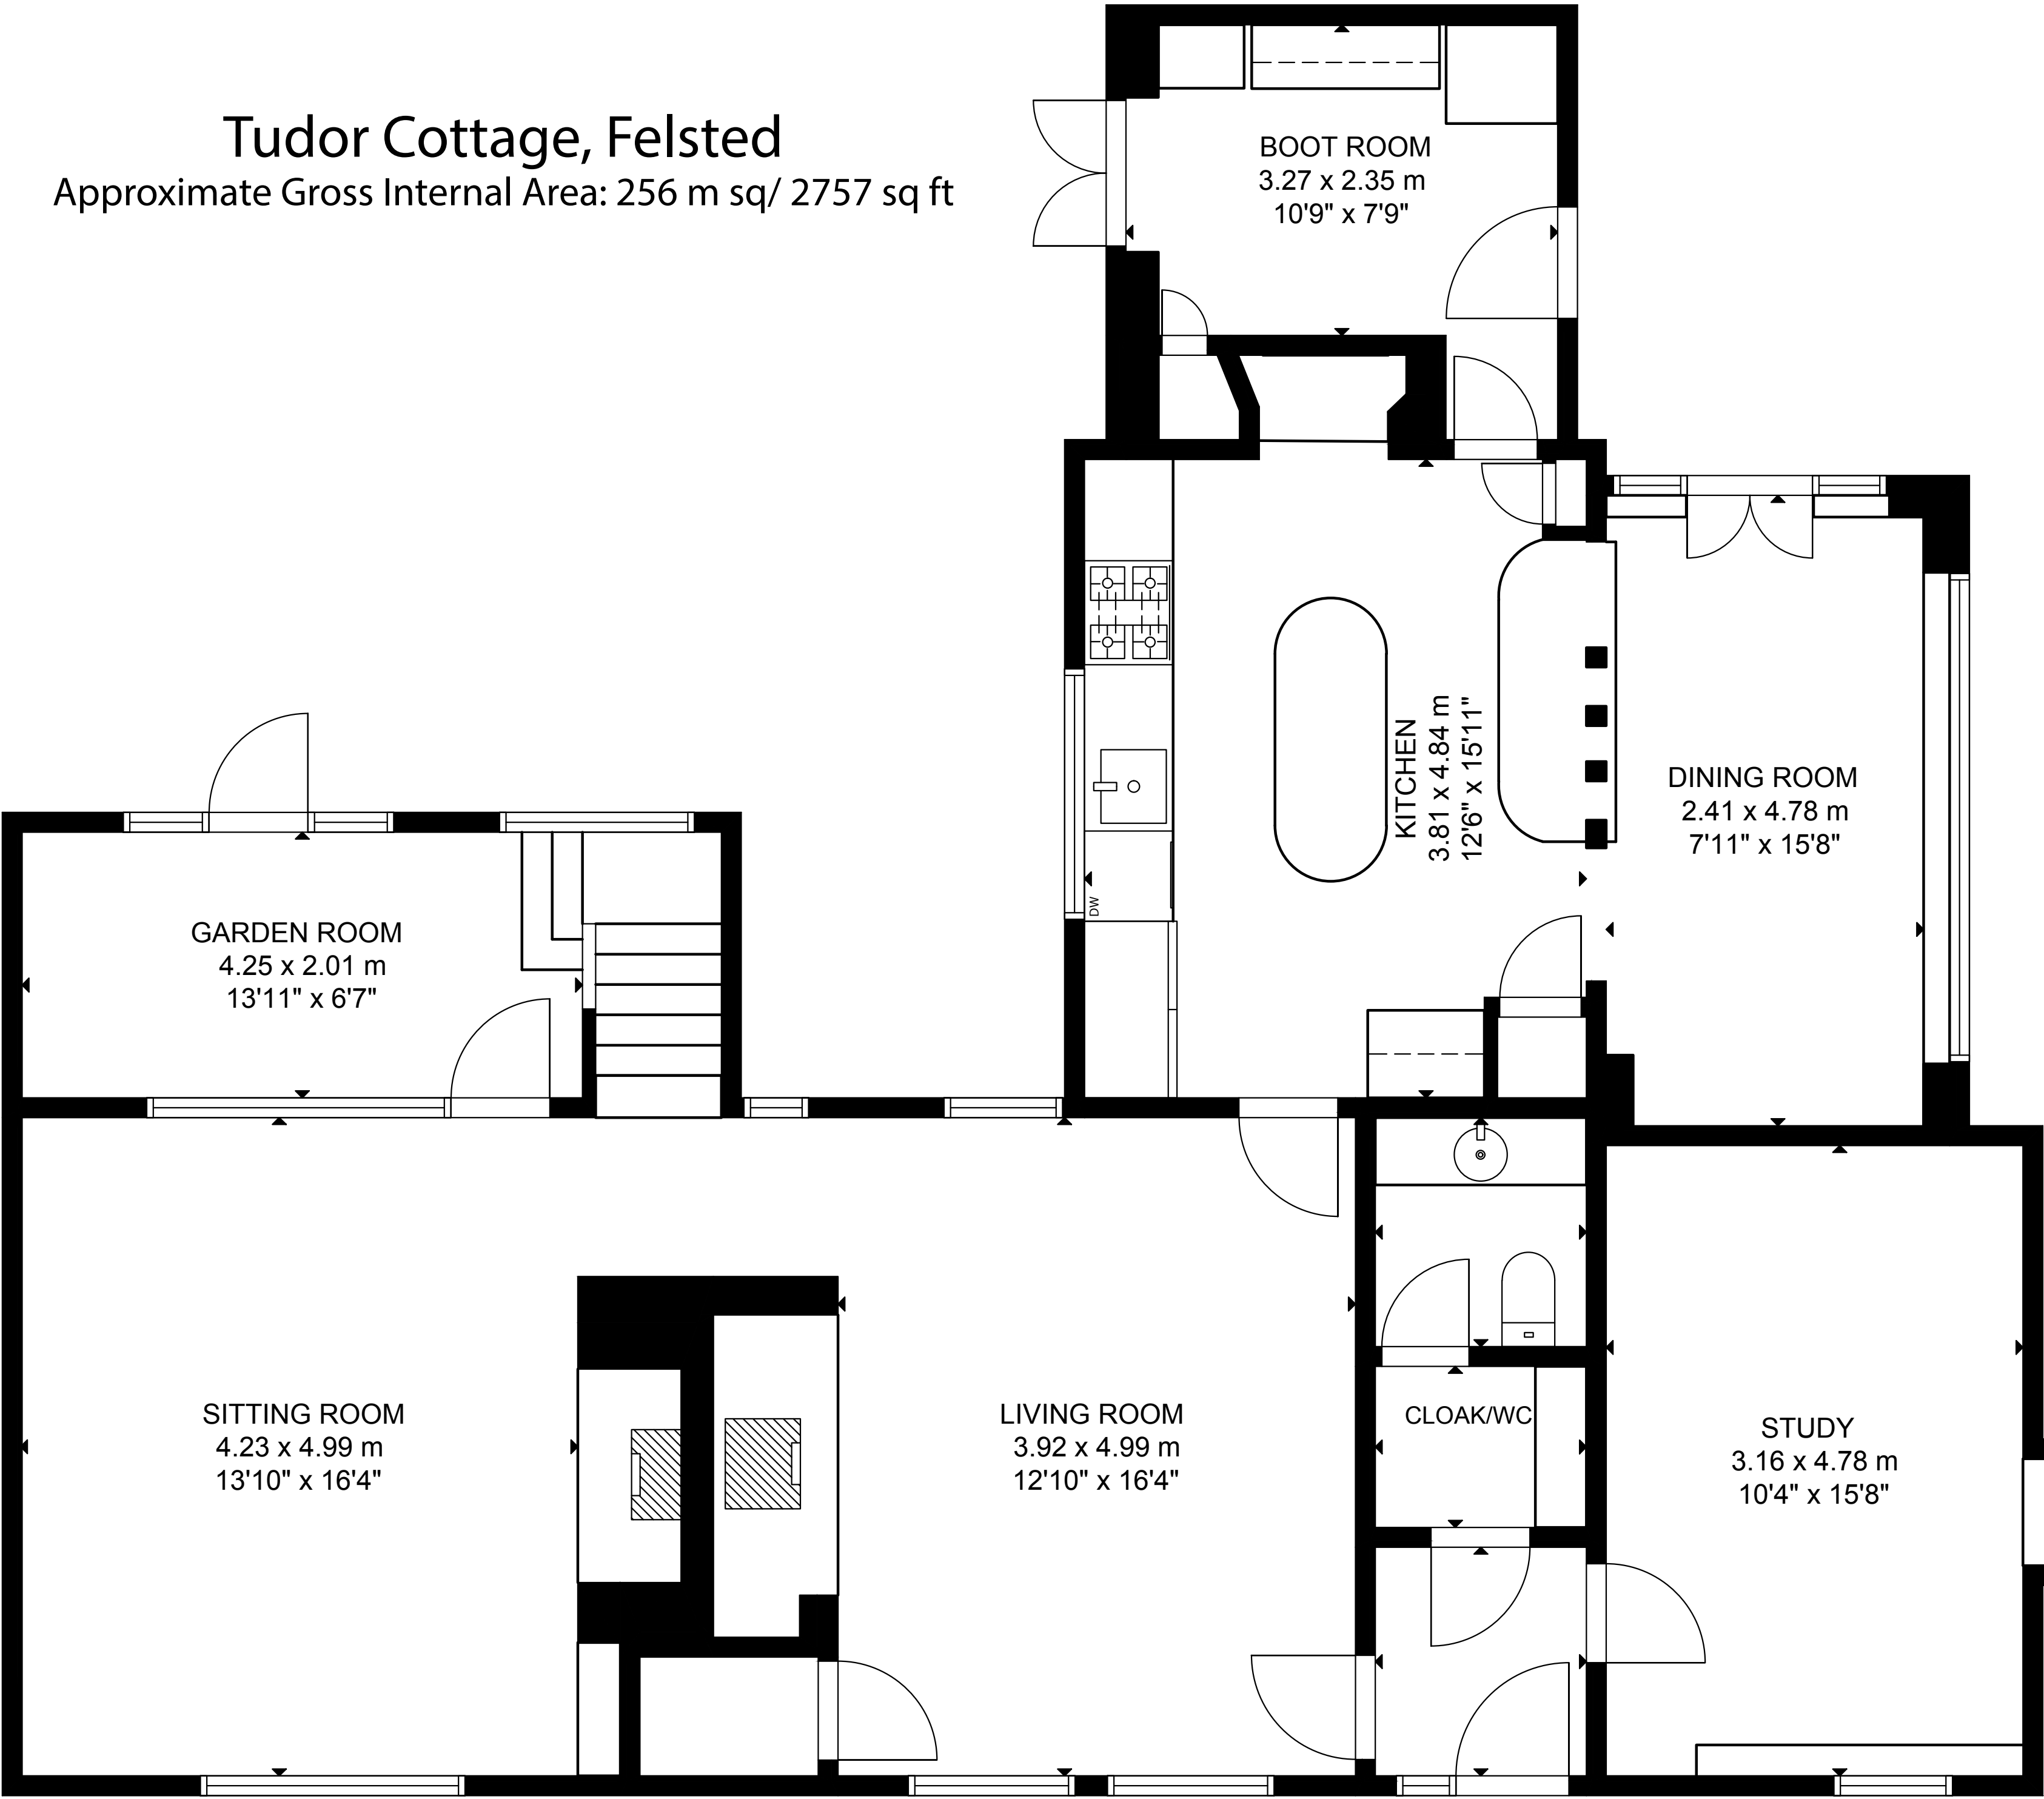 Tudor Cottage, Felsted
Approximate Gross Internal Area: 256 m sq/ 2757 sq ft
BOOT ROOM
3.27 x 2.35 m
10'9" x 7'9"
KITCHEN
3.81 x 4.84 m
12'6" x 15'11"
DINING ROOM
2.41 x 4.78 m
7'11" x 15'8"
DW
GARDEN ROOM
4.25 x 2.01 m
13'11" x 6'7"
SITTING ROOM
4.23 x 4.99 m
13'10" x 16'4"
LIVING ROOM
3.92 x 4.99 m
12'10" x 16'4"
CLOAK/WC
STUDY
3.16 x 4.78 m
10'4" x 15'8"